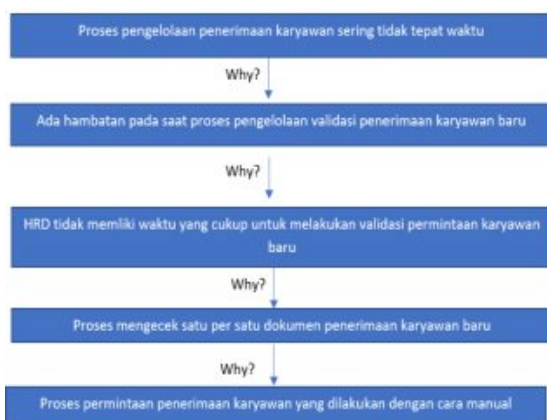 Proses pengelolaan penerimaan karyawan sering tidak tepat waktu
Why?
Ada hambatan pada saat proses pengelolaan validasi penerimaan karyawan baru
Why?
HRD tidak memliki waktu yang cukup untuk melakukan validasi permintaan karyawan
baru
Why?
Proses mengecek satu per satu dokumen penerimaan karyawan baru
Why?
Proses permintaan penerimaan karyawan yang dilakukan dengan cara manual